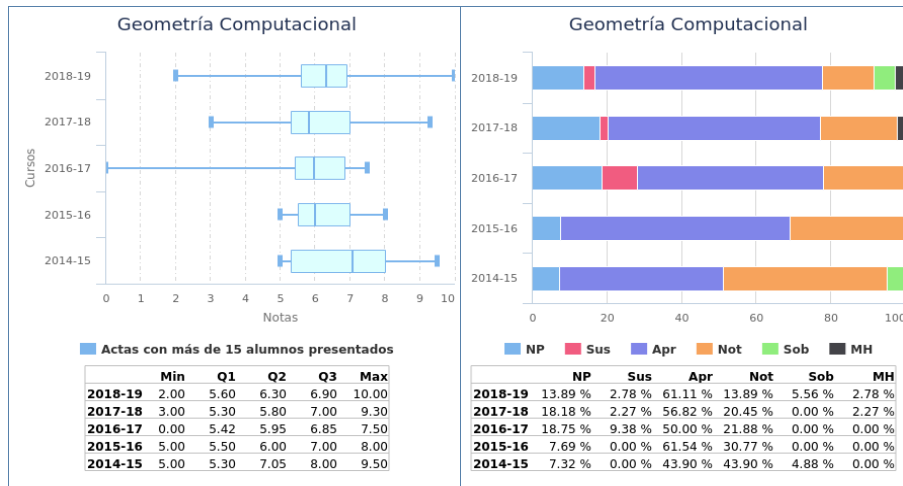 Geometría Computacional
Cursos
2018-19
2017-18
2016-17
2015-16
2014-15
0 1 2 3 4 5 6 7 8 9 10
Notas
Actas con más de 15 alumnos presentados
Min Q1 Q2 Q3 Max
2018-19 2.00 5.60 6.30 6.90 10.00
2017-18 3.00 5.30 5.80 7.00 9.30
2016-17 0.00 5.42 5.95 6.85 7.50
2015-16 5.00 5.50 6.00 7.00 8.00
2014-15 5.00 5.30 7.05 8.00 9.50
Geometría Computacional
2018-19
2017-18
2016-17
2015-16
2014-15
0 20 40 60 80 100
NP Sus Apr Not Sob MH
NP Sus Apr Not Sob MH
2018-19 13.89 % 2.78 % 61.11 % 13.89 % 5.56 % 2.78 %
2017-18 18.18 % 2.27 % 56.82 % 20.45 % 0.00 % 2.27 %
2016-17 18.75 % 9.38 % 50.00 % 21.88 % 0.00 % 0.00 %
2015-16 7.69 % 0.00 % 61.54 % 30.77 % 0.00 % 0.00 %
2014-15 7.32 % 0.00 % 43.90 % 43.90 % 4.88 % 0.00 %